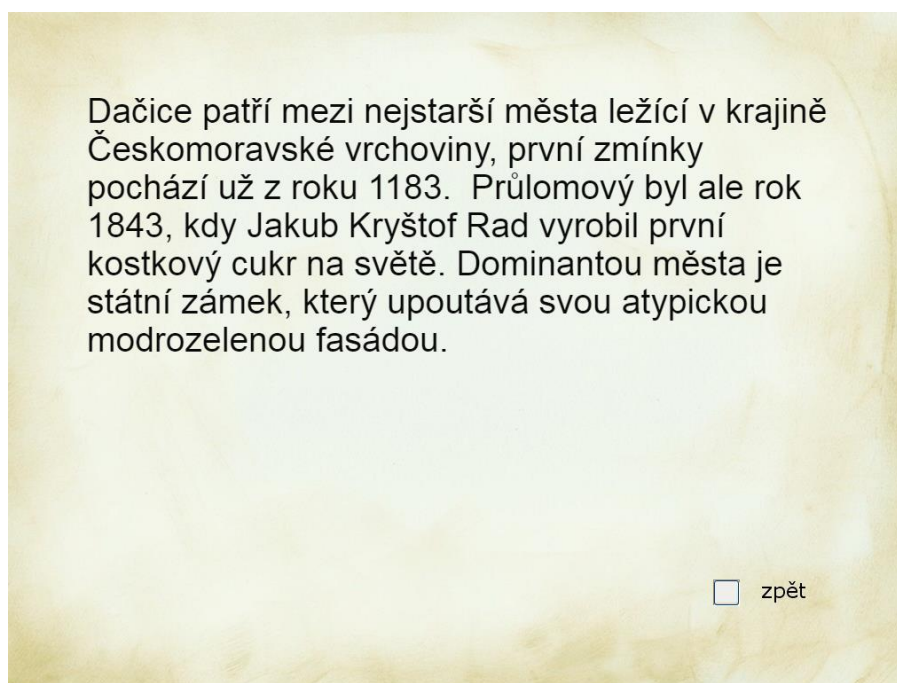 Dačice patří mezi nejstarší města ležící v krajině
Českomoravské vrchoviny, první zmínky
pochází už z roku 1183.  Průlomový byl ale rok
1843, kdy Jakub Kryštof Rad vyrobil první
kostkový cukr na světě. Dominantou města je
státní zámek, který upoutává svou atypickou
modrozelenou fasádou.
zpět